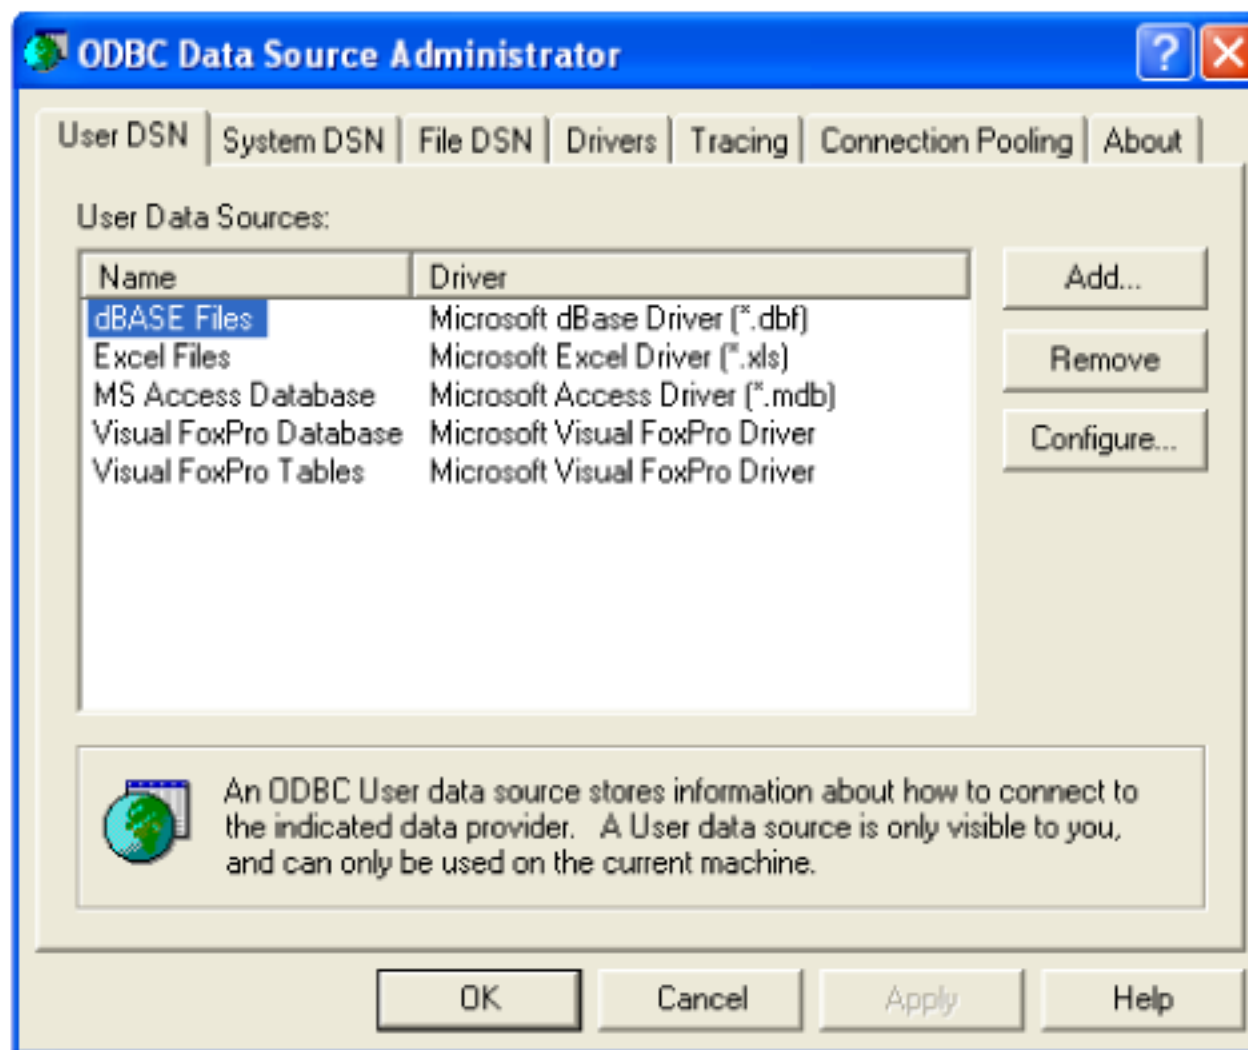 ODBC Data Source Administrator
User DSN System DSN File DSN Drivers Tracing Connection Pooling About
User Data Sources:
Name Driver
dBASE Files Microsoft dBase Driver (*.dbf)
Excel Files Microsoft Excel Driver (*.xls)
MS Access Database Microsoft Access Driver (*.mdb)
Visual FoxPro Database Microsoft Visual FoxPro Driver
Visual FoxPro Tables Microsoft Visual FoxPro Driver
Add...
Remove
Configure...
An ODBC User data source stores information about how to connect to
the indicated data provider. A User data source is only visible to you,
and can only be used on the current machine.
OK Cancel Apply Help